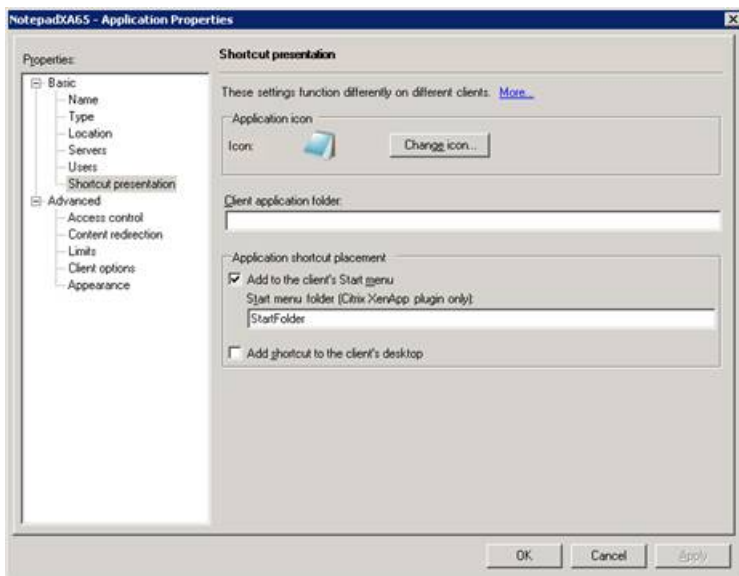 NotepadXA65 - Application Properties
Properties:
Basic
Name
Type
Location
Servers
Users
Shortcut presentation
Advanced
Access control
Content redirection
Limits
Client options
Appearance
Shortcut presentation
These settings function differently on different clients. More...
Application icon
Icon: Change icon...
Client application folder:
Application shortcut placement
Add to the client's Start menu
Start menu folder (Citrix XenApp plugin only):
StartFolder
Add shortcut to the client's desktop
OK Cancel Apply